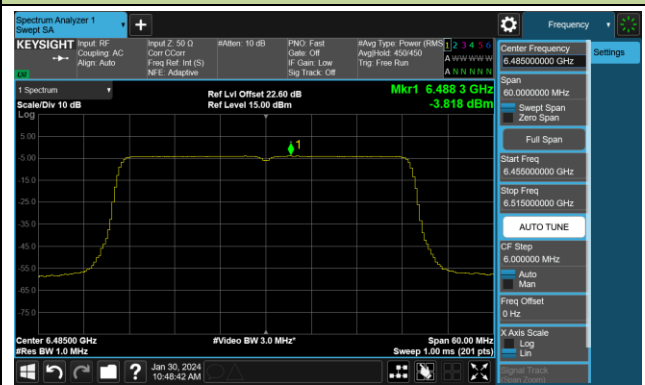 Spectrum Analyzer 1
Swept SA
+
Frequency
KEYSIGHT
Input: RF
Coupling: AC
Align: Auto
Input Z: 50 Ω
Corr CCorr
Freq Ref: Int (S)
NFE: Adaptive
#Atten: 10 dB
PNO: Fast
Gate: Off
IF Gain: Low
Sig Track: Off
#Avg Type: Power (RMS)
Avg|Hold: 450/450
Trig: Free Run
1 2 3 4 5 6
A W W W W W
A N N N N N
Center Frequency
6.485000000 GHz
Settings
Span
60.0000000 MHz
Swept Span
Zero Span
Full Span
Start Freq
6.455000000 GHz
Stop Freq
6.515000000 GHz
AUTO TUNE
CF Step
6.000000 MHz
Auto
Man
Freq Offset
0 Hz
X Axis Scale
Log
Lin
Signal Track
(Span Zoom)
1 Spectrum
Scale/Div 10 dB
Log
Ref Lvl Offset 22.60 dB
Ref Level 15.00 dBm
Mkr1 6.488 3 GHz
-3.818 dBm
5.00
-5.00
-15.0
-25.0
-35.0
-45.0
-55.0
-65.0
-75.0
1
Center 6.48500 GHz
#Res BW 1.0 MHz
#Video BW 3.0 MHz*
Span 60.00 MHz
Sweep 1.00 ms (201 pts)
?
Jan 30, 2024
10:48:42 AM